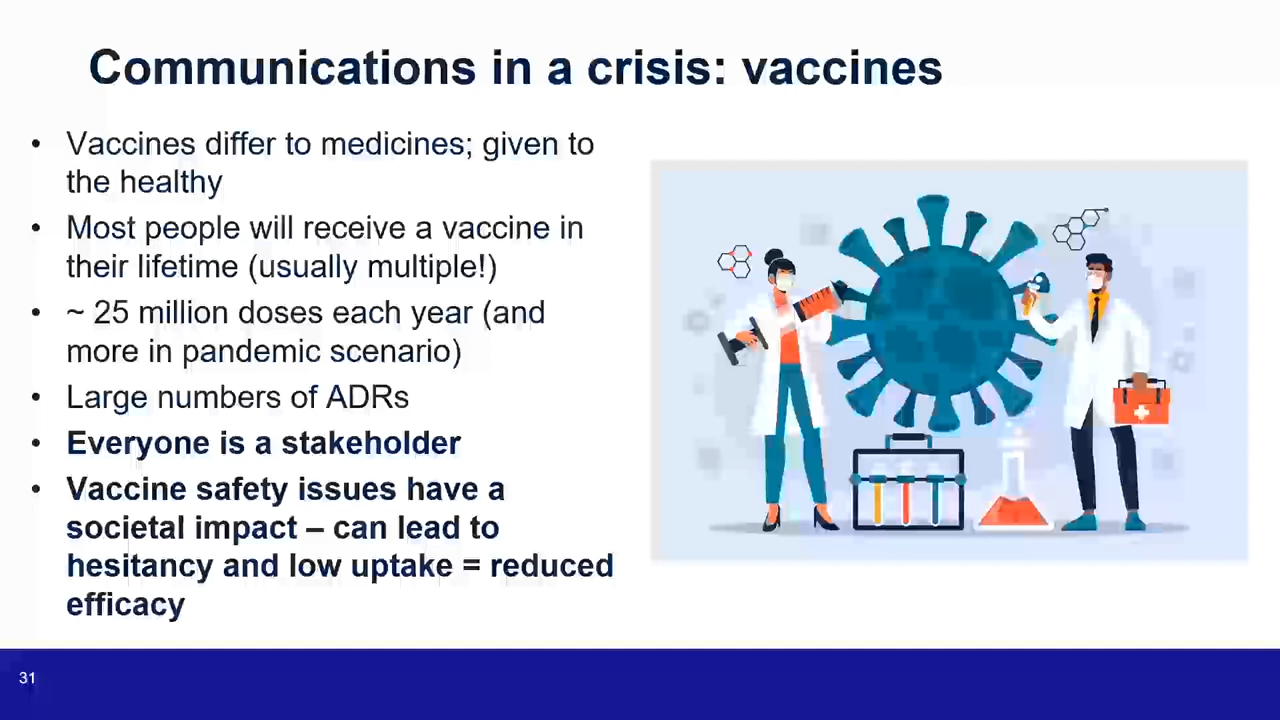 Communications in a crisis: vaccines
• Vaccines differ to medicines; given to
the healthy
• Most people will receive a vaccine in
their lifetime (usually multiple!)
• ~ 25 million doses each year (and
more in pandemic scenario)
• Large numbers of ADRs
• Everyone is a stakeholder
• Vaccine safety issues have a
societal impact – can lead to
hesitancy and low uptake = reduced
efficacy
31